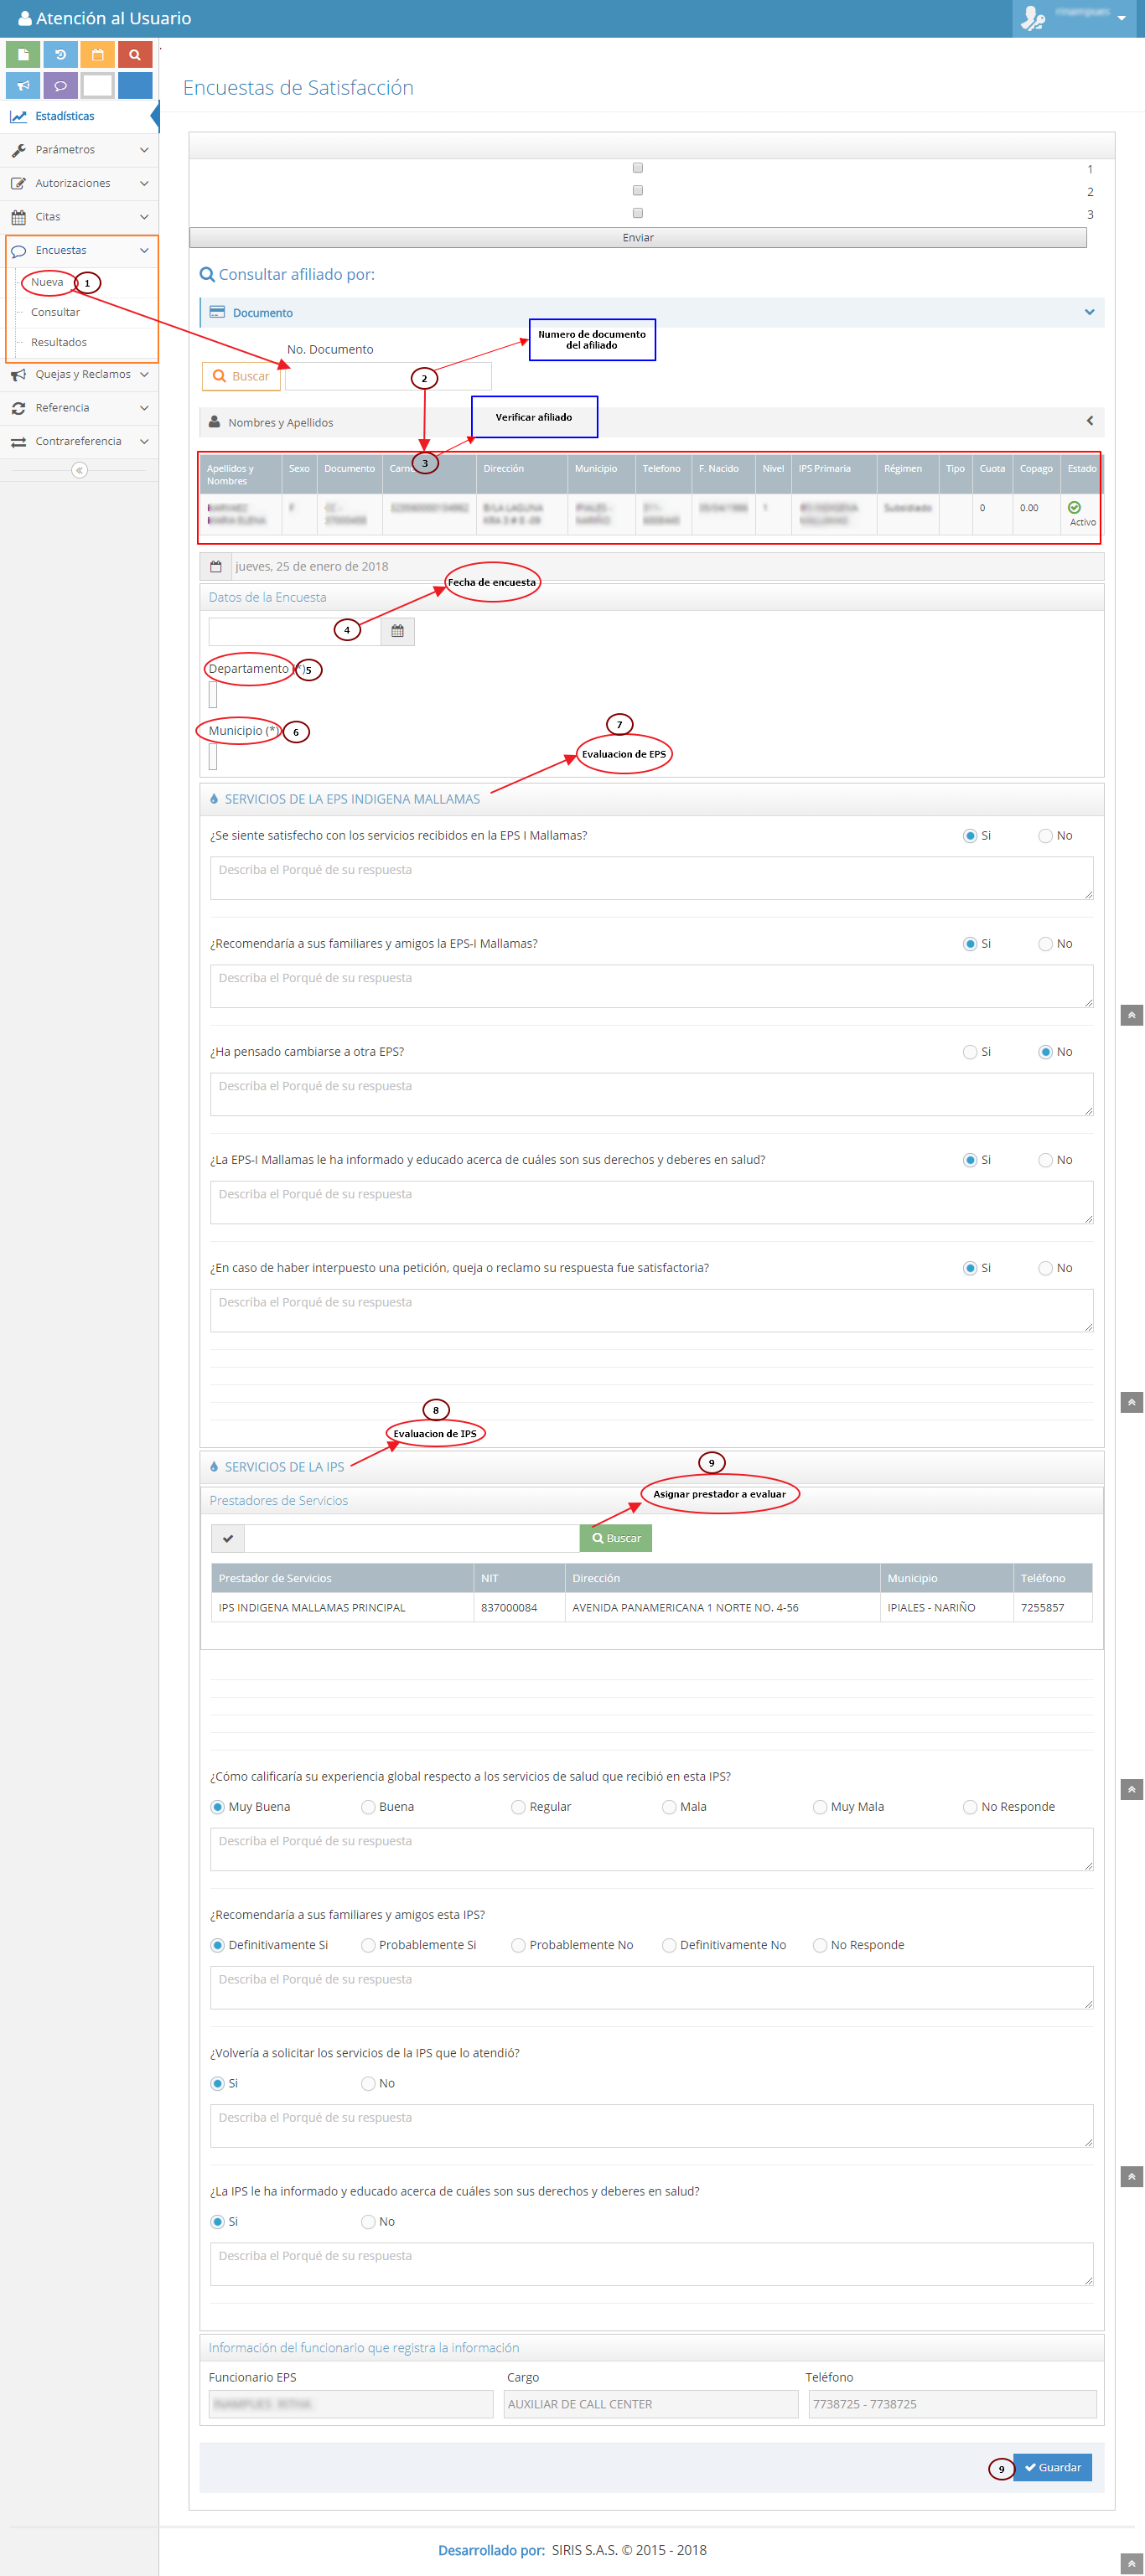 Atención al Usuario
Encuestas de Satisfacción
Estadísticas
Parámetros
Autorizaciones
Citas
Encuestas
Nueva
1
Consultar
Resultados
Quejas y Reclamos
Referencia
Contrareferencia
1
2
3
Enviar
Consultar afiliado por:
Documento
Numero de documento
del afiliado
No. Documento
Buscar
2
Verificar afiliado
Nombres y Apellidos
3
Apellidos y Nombres Sexo Documento Dirección Municipio Telefono F. Nacido Nivel IPS Primaria Régimen Tipo Cuota Copago Estado
0 0.00 Activo
jueves, 25 de enero de 2018
Fecha de encuesta
Datos de la Encuesta
4
Departamento (*)
5
Municipio (*)
6
7
Evaluacion de EPS
SERVICIOS DE LA EPS INDIGENA MALLAMAS
¿Se siente satisfecho con los servicios recibidos en la EPS I Mallamas? Si No
Describa el Porqué de su respuesta
¿Recomendaría a sus familiares y amigos la EPS-I Mallamas? Si No
Describa el Porqué de su respuesta
¿Ha pensado cambiarse a otra EPS? Si No
Describa el Porqué de su respuesta
¿La EPS-I Mallamas le ha informado y educado acerca de cuáles son sus derechos y deberes en salud? Si No
Describa el Porqué de su respuesta
¿En caso de haber interpuesto una petición, queja o reclamo su respuesta fue satisfactoria? Si No
Describa el Porqué de su respuesta
8
Evaluacion de IPS
SERVICIOS DE LA IPS
9
Asignar prestador a evaluar
Prestadores de Servicios
Buscar
Prestador de Servicios NIT Dirección Municipio Teléfono
IPS INDIGENA MALLAMAS PRINCIPAL 837000084 AVENIDA PANAMERICANA 1 NORTE NO. 4-56 IPIALES - NARIÑO 7255857
¿Cómo calificaría su experiencia global respecto a los servicios de salud que recibió en esta IPS?
Muy Buena Buena Regular Mala Muy Mala No Responde
Describa el Porqué de su respuesta
¿Recomendaría a sus familiares y amigos esta IPS?
Definitivamente Si Probablemente Si Probablemente No Definitivamente No No Responde
Describa el Porqué de su respuesta
¿Volvería a solicitar los servicios de la IPS que lo atendió?
Si No
Describa el Porqué de su respuesta
¿La IPS le ha informado y educado acerca de cuáles son sus derechos y deberes en salud?
Si No
Describa el Porqué de su respuesta
Información del funcionario que registra la información
Funcionario EPS Cargo Teléfono
AUXILIAR DE CALL CENTER 7738725 - 7738725
9
Guardar
Desarrollado por: SIRIS S.A.S. © 2015 - 2018